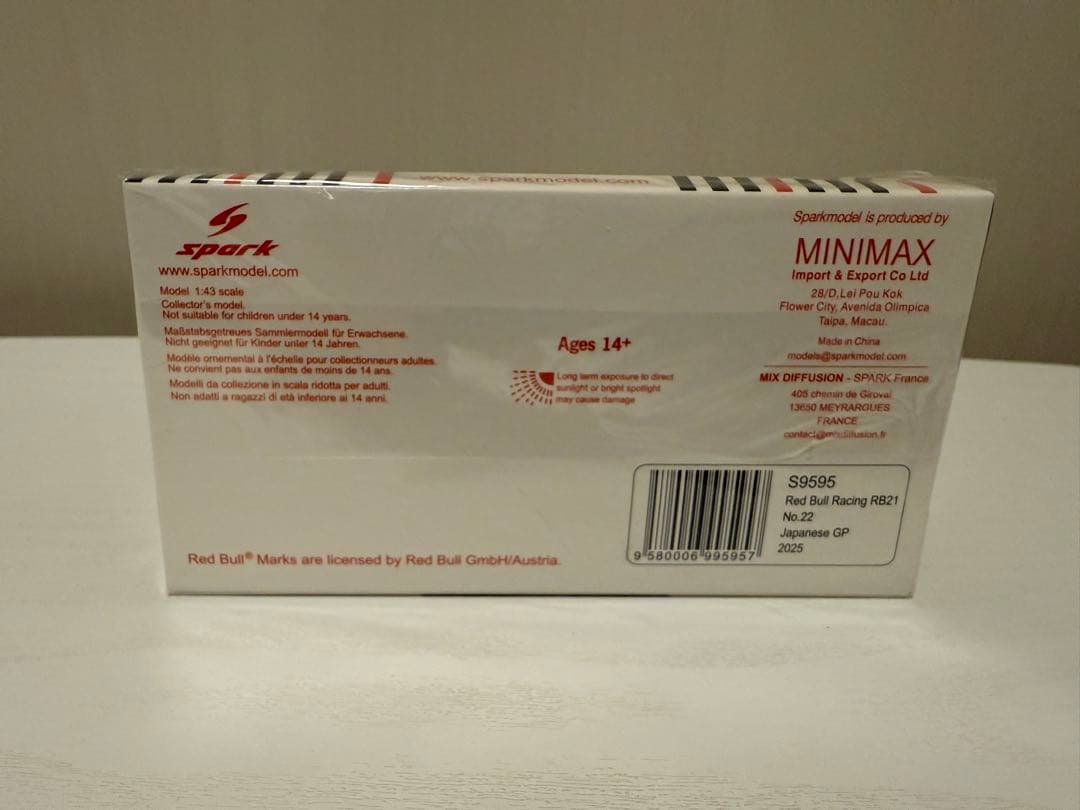 www.sparkmodel.com
spark
www.sparkmodel.com
Model 1:43 scale
Collector's model.
Not suitable for children under 14 years.
Maßstabsgetreues Sammlermodell für Erwachsene.
Nicht geeignet für Kinder unter 14 Jahren.
Modèle ornemental à l'échelle pour collectionneurs adultes.
Ne convient pas aux enfants de moins de 14 ans.
Modelli da collezione in scala ridotta per adulti.
Non adatti a ragazzi di età inferiore ai 14 anni.
Ages 14+
Long term exposure to direct
sunlight or bright spotlight
may cause damage
Sparkmodel is produced by
MINIMAX
Import & Export Co Ltd
28/D,Lei Pou Kok
Flower City, Avenida Olimpica
Taipa, Macau.
Made in China
models@sparkmodel.com
MIX DIFFUSION - SPARK France
405 chemin de Giroval
13650 MEYRARGUES
FRANCE
contact@mixdiffusion.fr
S9595
Red Bull Racing RB21
No.22
Japanese GP
2025
9 580006 995957
Red Bull® Marks are licensed by Red Bull GmbH/Austria.